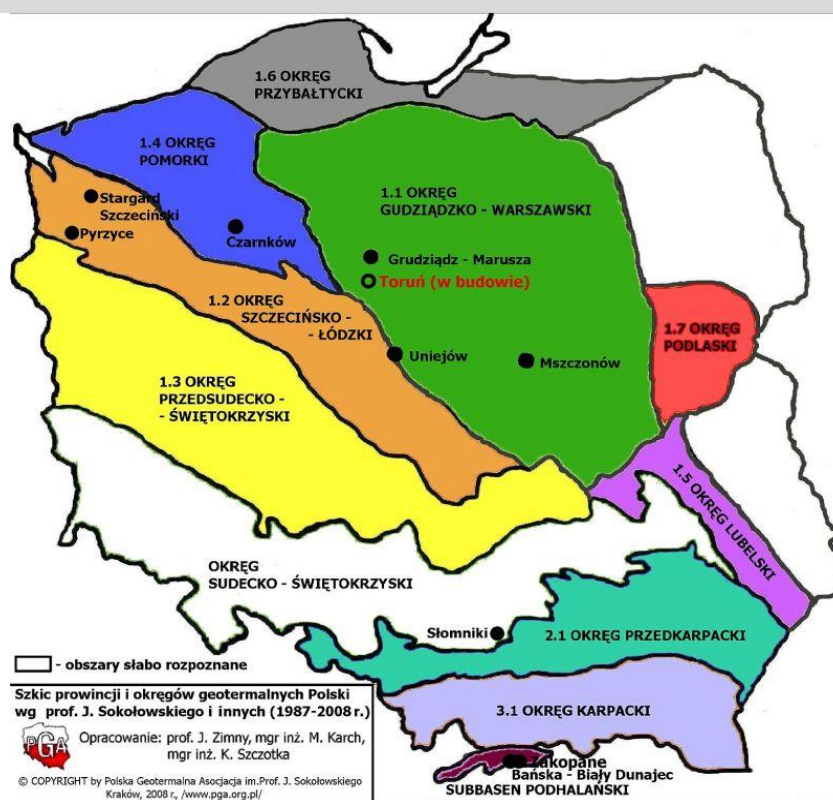 1.6 OKRĘG
PRZYBAŁTYCKI
1.4 OKRĘG
POMORKI
1.1 OKRĘG
GUDZIĄDZKO - WARSZAWSKI
Stargard
Szczeciński
Pyrzyce
Czarnków
Grudziądz - Marusza
Toruń (w budowie)
1.2 OKRĘG
SZCZECIŃSKO -
- ŁÓDZKI
1.7 OKRĘG
PODLASKI
Uniejów
Mszczonów
1.3 OKRĘG
PRZEDSUDECKO -
- ŚWIĘTOKRZYSKI
1.5 OKRĘG LUBELSKI
OKRĘG
SUDECKO - ŚWIĘTOKRZYSKI
Słomniki
2.1 OKRĘG PRZEDKARPACKI
- obszary słabo rozpoznane
3.1 OKRĘG KARPACKI
Szkic prowincji i okręgów geotermalnych Polski
wg prof. J. Sokołowskiego i innych (1987-2008 r.)
PGA
Opracowanie: prof. J. Zimny, mgr inż. M. Karch,
mgr inż. K. Szczotka
© COPYRIGHT by Polska Geotermalna Asocjacja im.Prof. J. Sokołowskiego
Kraków, 2008 r., /www.pga.org.pl/
Zakopane
Bańska - Biały Dunajec
SUBBASEN PODHALAŃSKI